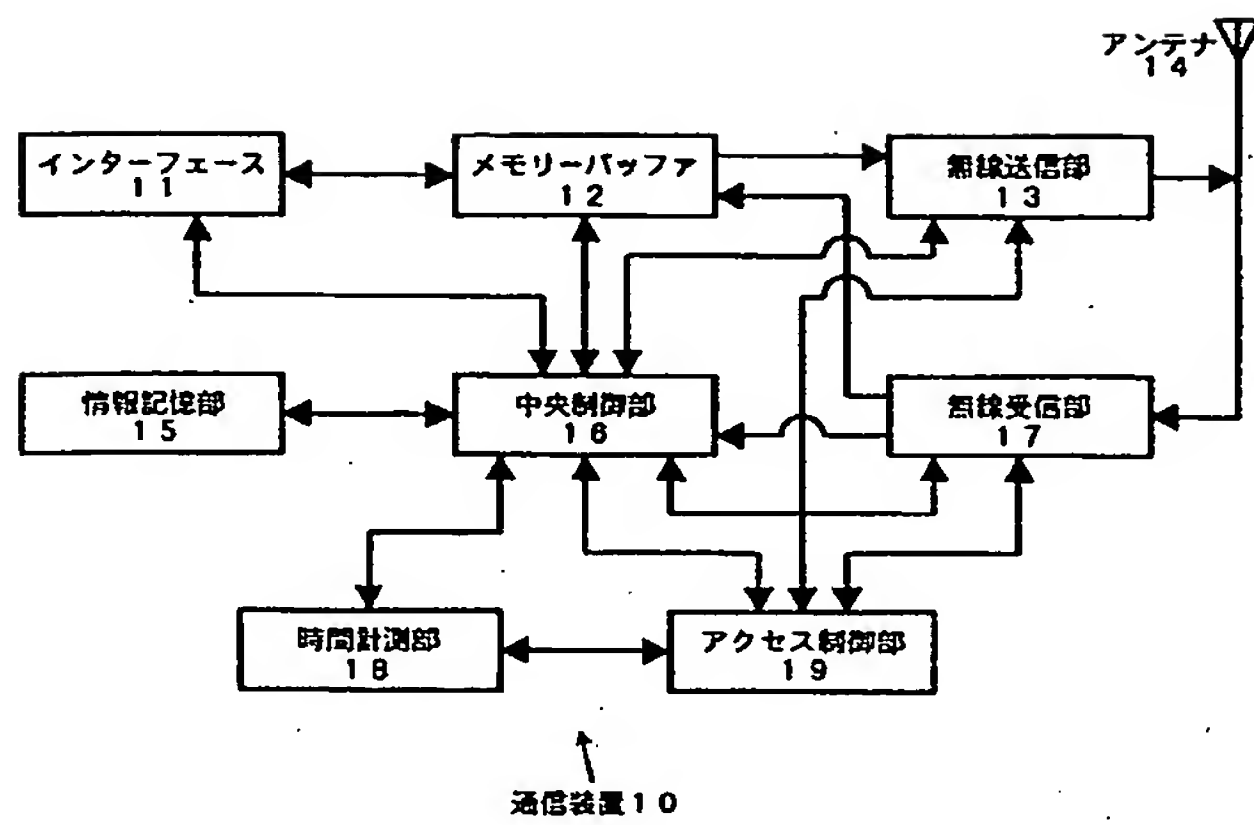 アンテナ
14
インターフェース
11
メモリーバッファ
12
無線送信部
13
情報記憶部
15
中央制御部
16
無線受信部
17
時間計測部
18
アクセス制御部
19
通信装置10